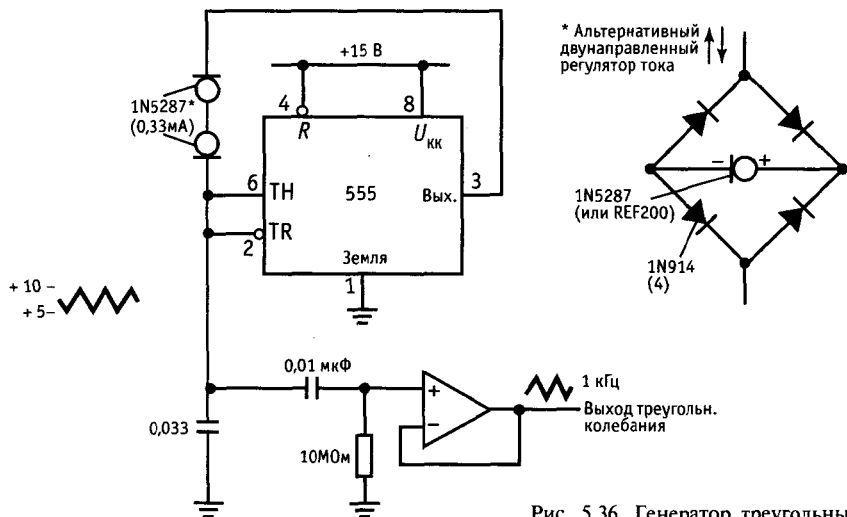 +15 В
* Альтернативный
двунаправленный
регулятор тока
1N5287*
(0,33мА)
4
8
R
Uкк
6
TH
555
Вых.
3
2
TR
Земля
1
- +
1N5287
(или REF200)
1N914
(4)
+ 10 –
+ 5–
0,01 мкФ
+
–
1 кГц
Выход треугольн.
колебания
0,033
10МОм
Рис. 5.36. Генератор треугольны